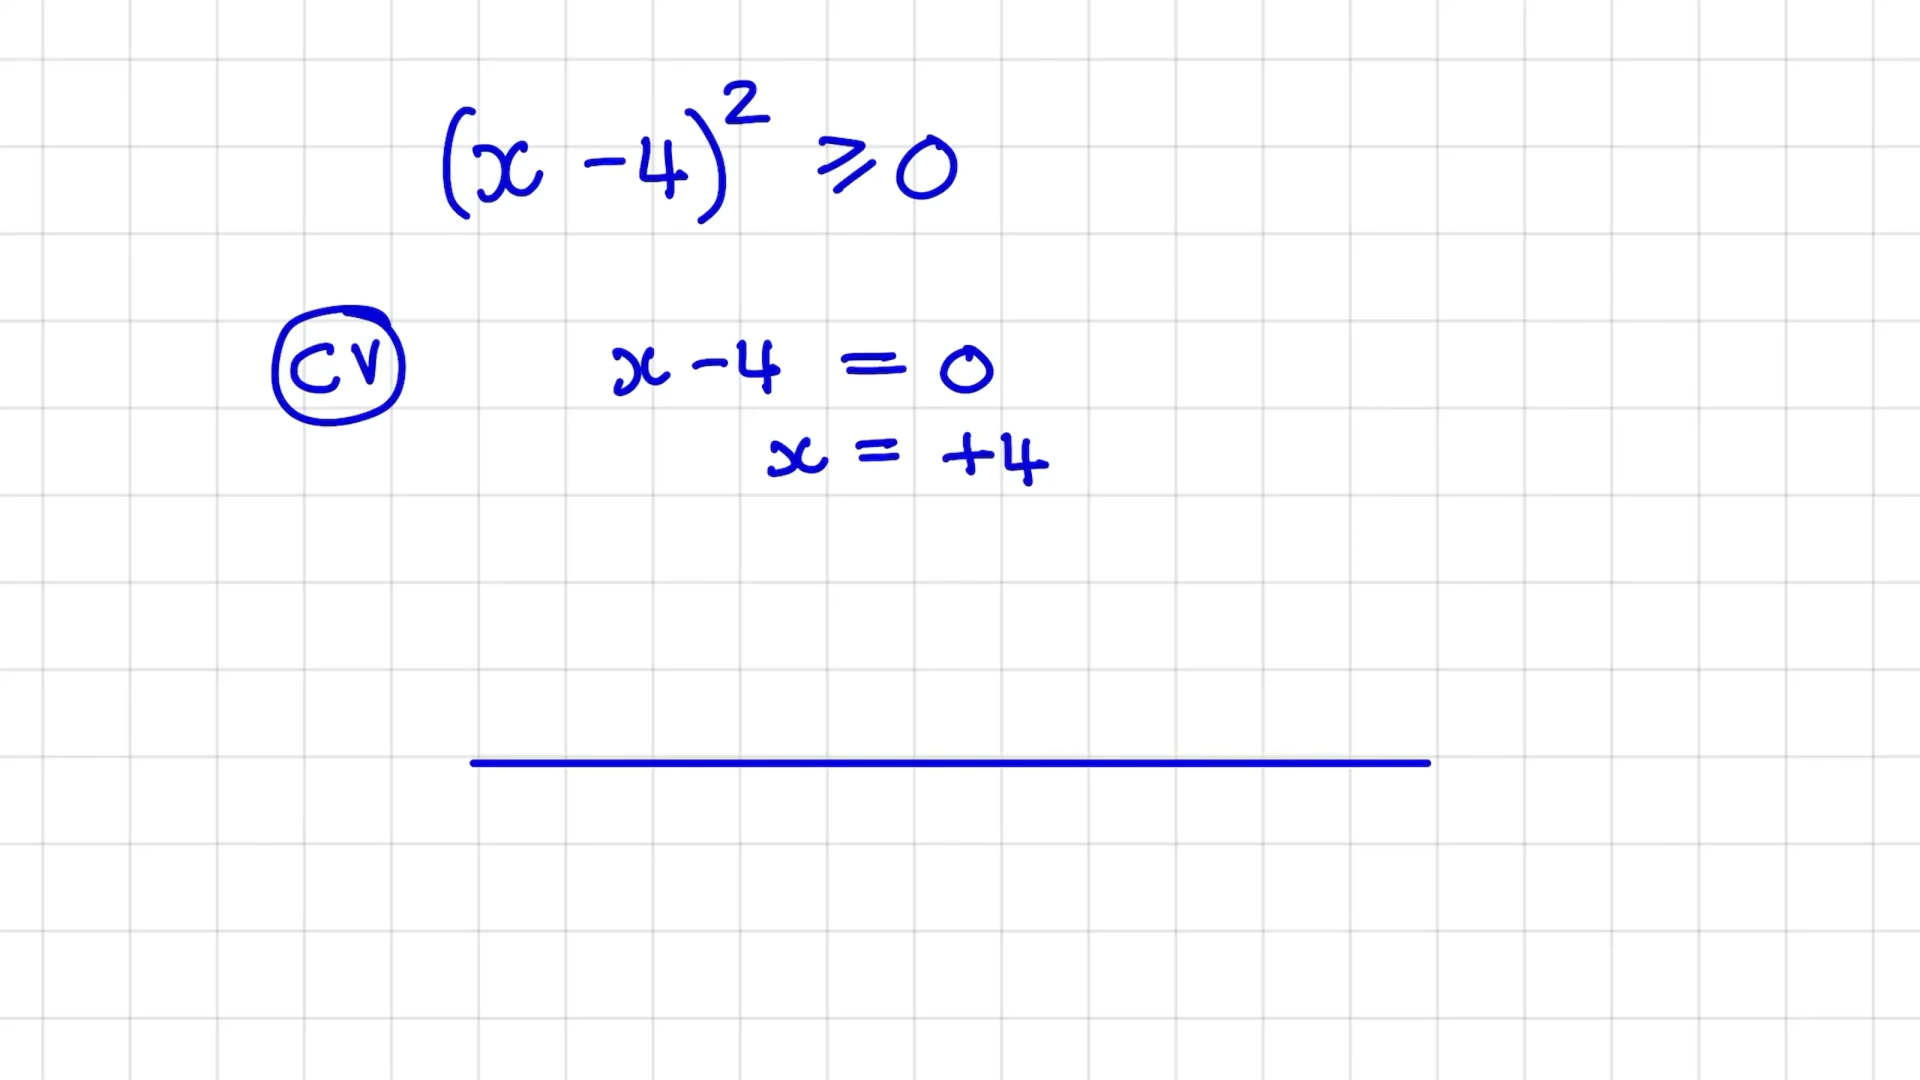 (x - 4)² ⩾ 0
CV x - 4 = 0
x = +4